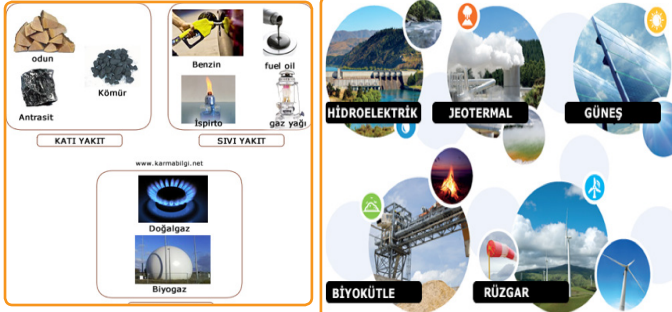 odun
Kömür
Antrasit
KATI YAKIT
Benzin
fuel oil
İspirto
gaz yağı
SIVI YAKIT
www.karmabilgi.net
Doğalgaz
Biyogaz
HİDROELEKTRİK
JEOTERMAL
GÜNEŞ
BİYOKÜTLE
RÜZGAR